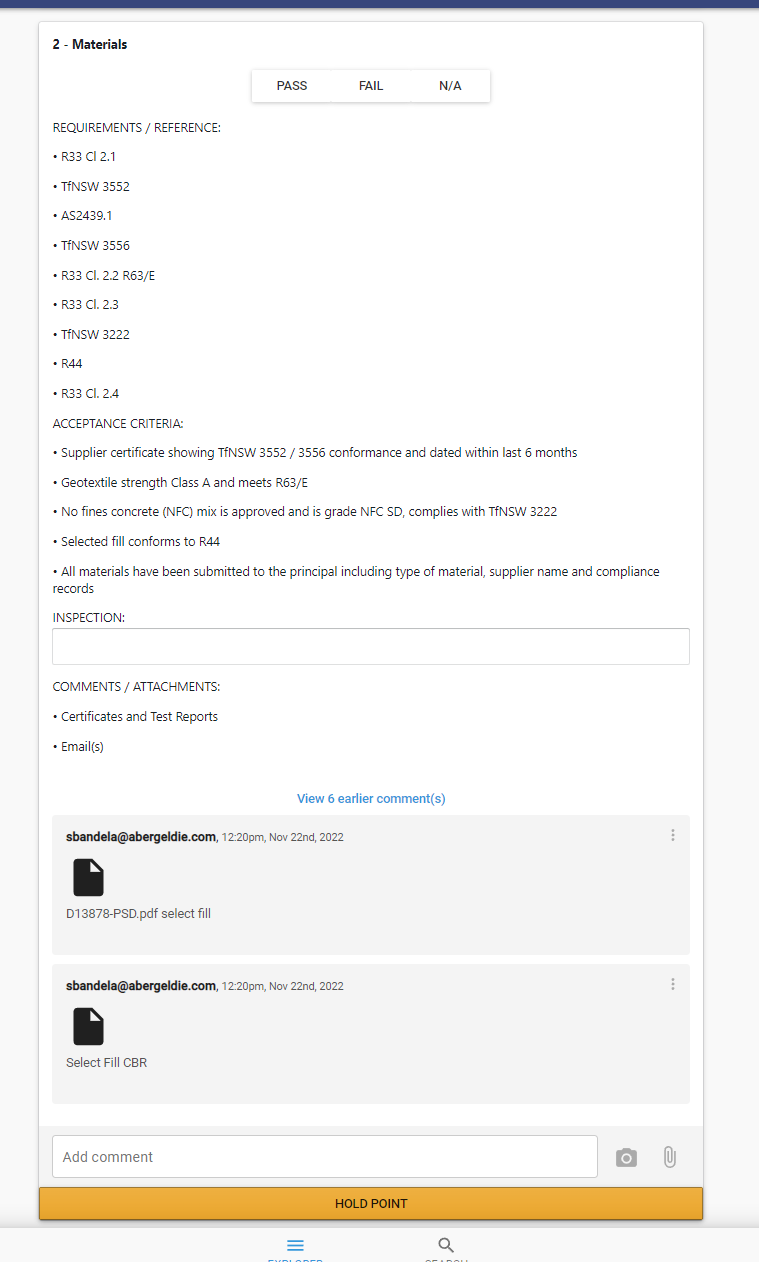 2 - Materials
PASS
FAIL
N/A
REQUIREMENTS / REFERENCE:
• R33 Cl 2.1
• TfNSW 3552
• AS2439.1
• TfNSW 3556
• R33 Cl. 2.2 R63/E
• R33 Cl. 2.3
• TfNSW 3222
• R44
• R33 Cl. 2.4
ACCEPTANCE CRITERIA:
• Supplier certificate showing TfNSW 3552 / 3556 conformance and dated within last 6 months
• Geotextile strength Class A and meets R63/E
• No fines concrete (NFC) mix is approved and is grade NFC SD, complies with TfNSW 3222
• Selected fill conforms to R44
• All materials have been submitted to the principal including type of material, supplier name and compliance
records
INSPECTION:
COMMENTS / ATTACHMENTS:
• Certificates and Test Reports
• Email(s)
View 6 earlier comment(s)
sbandela@abergeldie.com, 12:20pm, Nov 22nd, 2022
D13878-PSD.pdf select fill
sbandela@abergeldie.com, 12:20pm, Nov 22nd, 2022
Select Fill CBR
Add comment
HOLD POINT